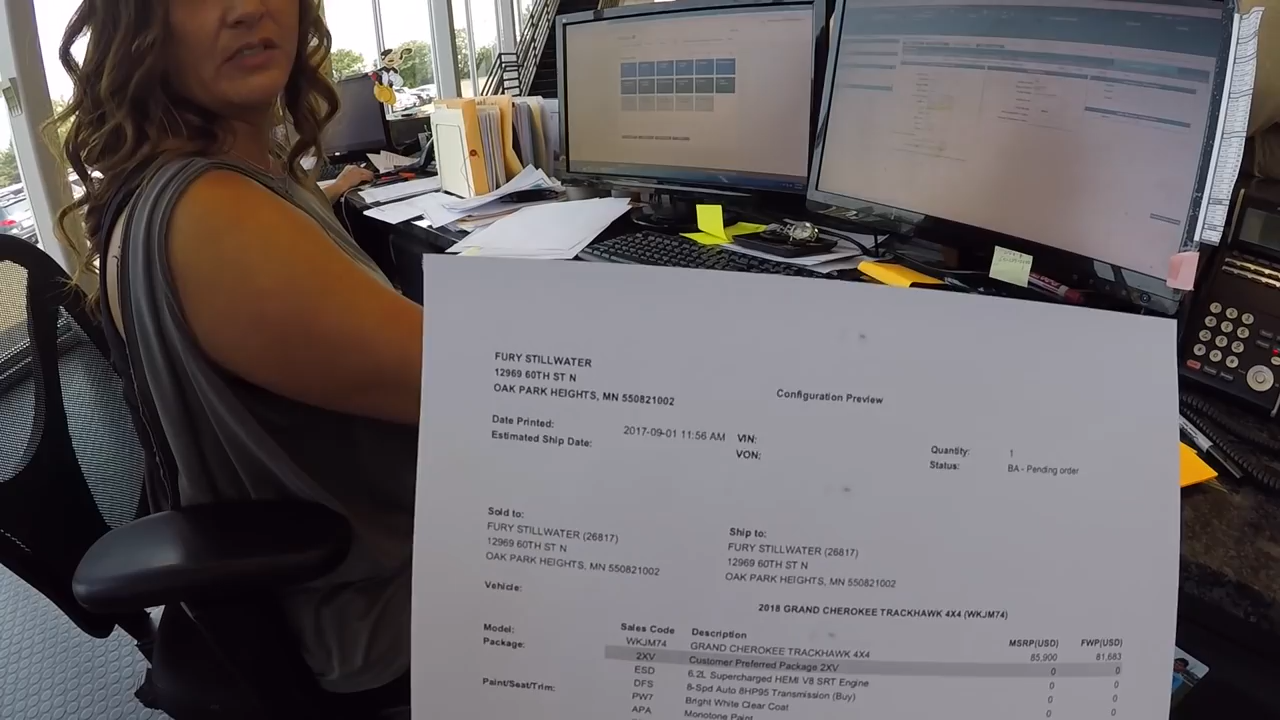 FURY STILLWATER
12969 60TH ST N
OAK PARK HEIGHTS, MN 550821002
Configuration Preview
Date Printed: 2017-09-01 11:56 AM VIN:
Estimated Ship Date: VON:
Quantity: 1
Status: BA - Pending order
Sold to:
FURY STILLWATER (26817)
12969 60TH ST N
OAK PARK HEIGHTS, MN 550821002
Ship to:
FURY STILLWATER (26817)
12969 60TH ST N
OAK PARK HEIGHTS, MN 550821002
Vehicle: 2018 GRAND CHEROKEE TRACKHAWK 4X4 (WKJM74)
Sales Code Description MSRP(USD) FWP(USD)
Model: WKJM74 GRAND CHEROKEE TRACKHAWK 4X4 85,900 81,683
Package: 2XV Customer Preferred Package 2XV 0 0
ESD 6.2L Supercharged HEMI V8 SRT Engine 0 0
DFS 8-Spd Auto 8HP95 Transmission (Buy) 0 0
Paint/Seat/Trim: PW7 Bright White Clear Coat 0 0
APA Monotone Paint 0 0